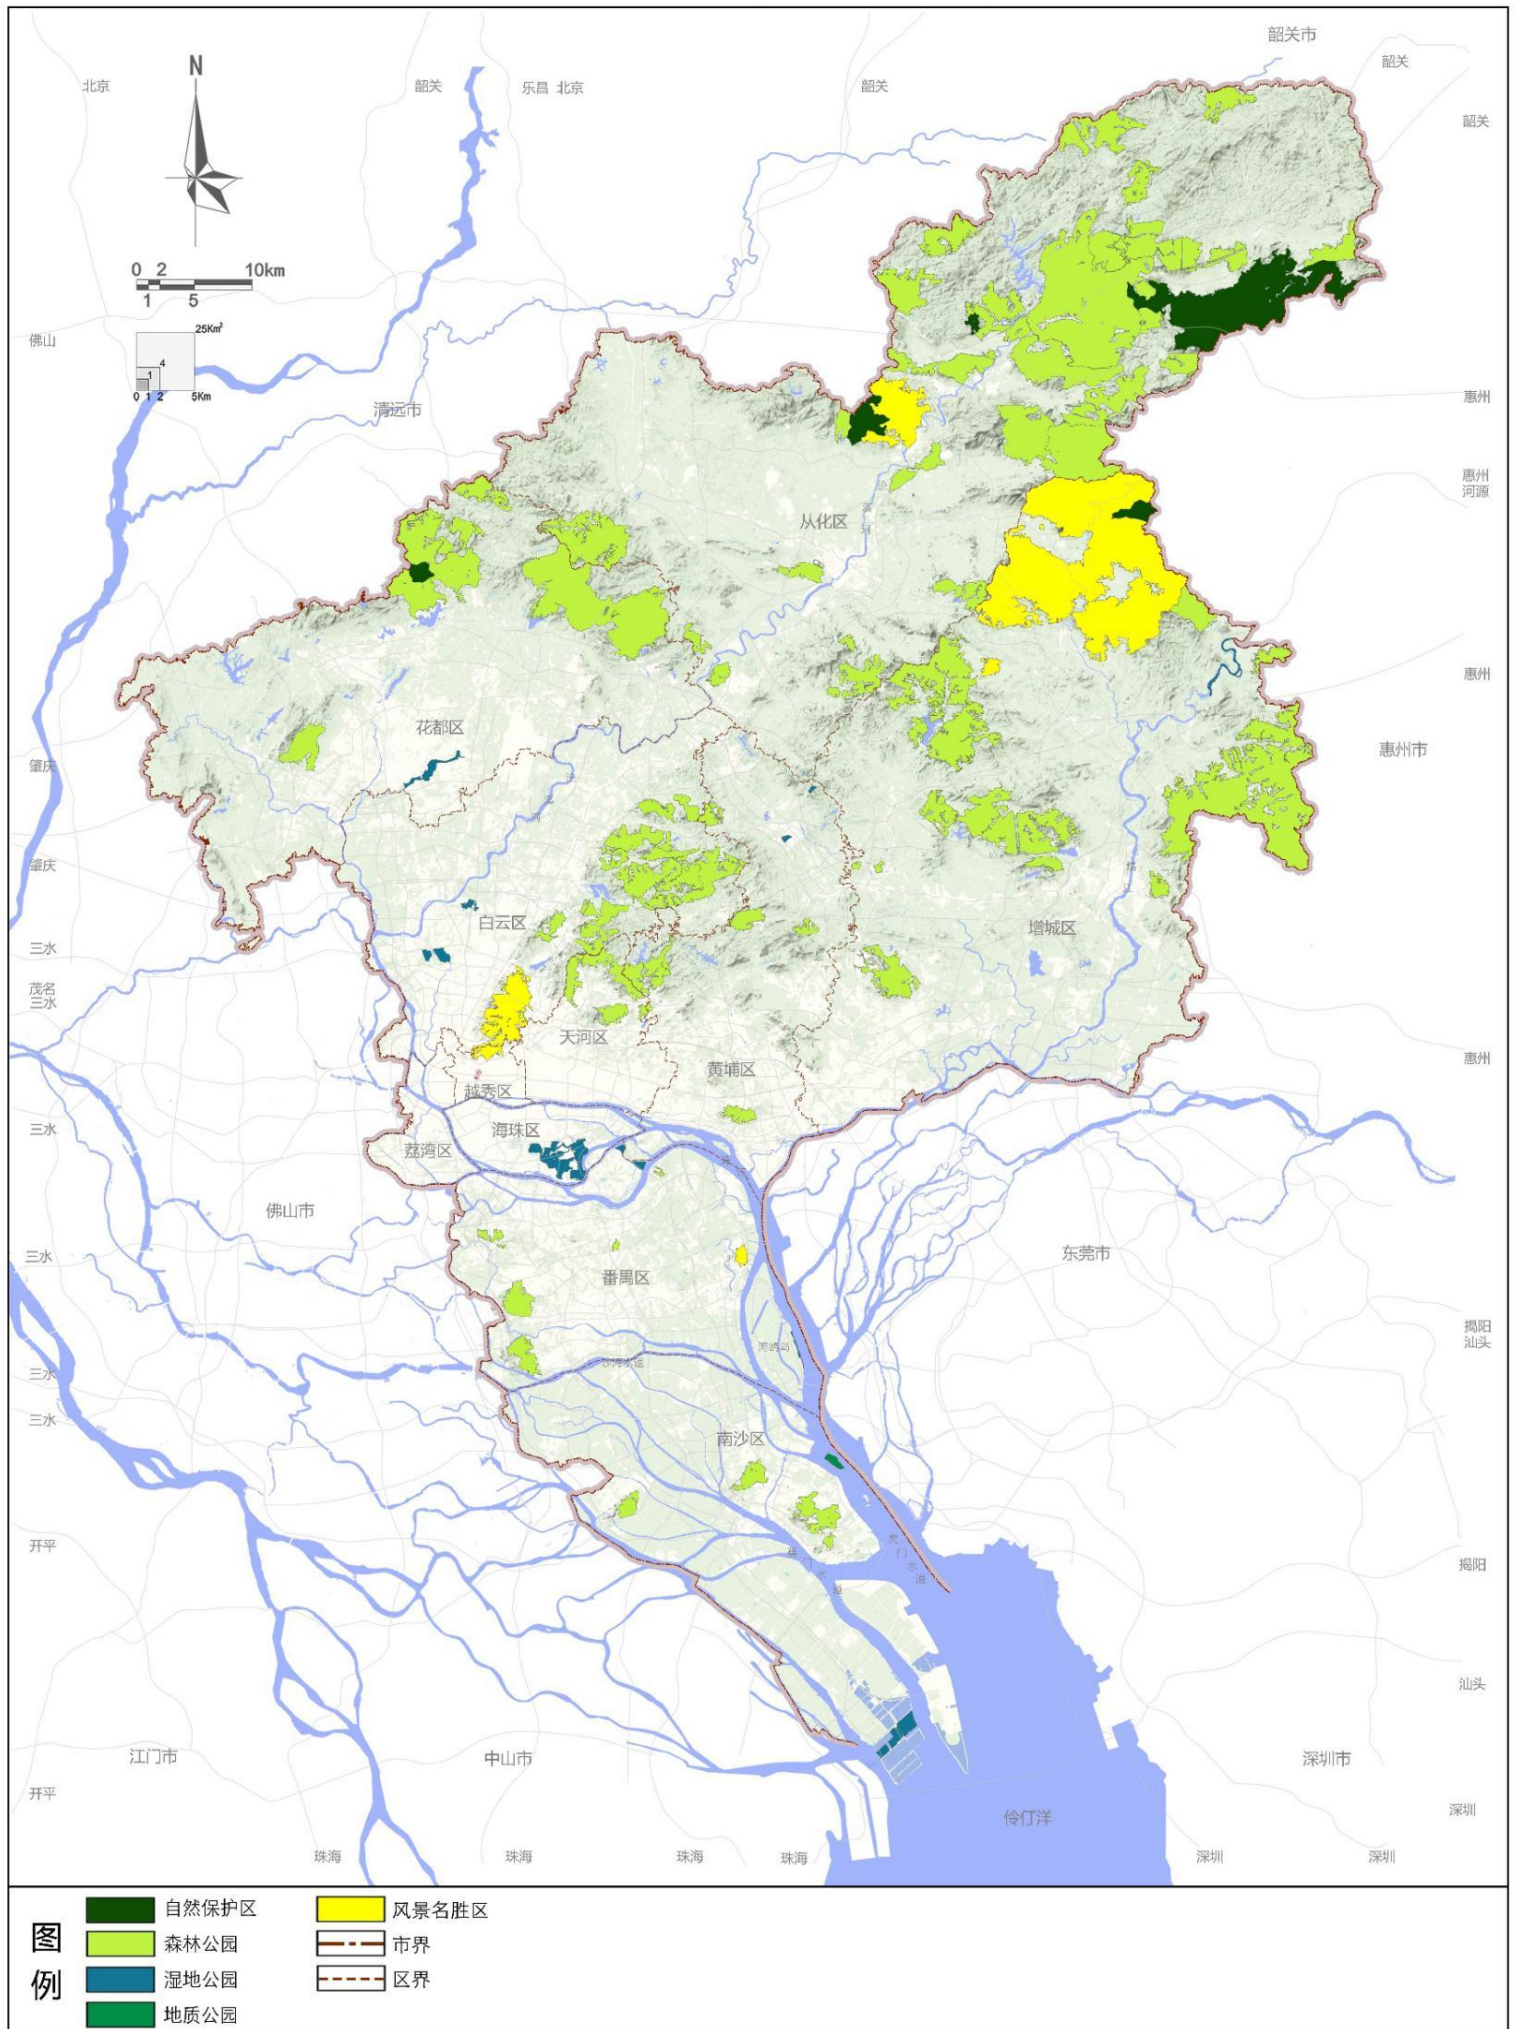 韶关市
N
北京
韶关
乐昌 北京
韶关
韶关
韶关
0 2 10km
1 5
25Km²
4
1
0 1 2 5Km
佛山
清远市
惠州
惠州
河源
从化区
惠州
花都区
惠州市
肇庆
肇庆
白云区
增城区
三水
茂名
三水
天河区
黄埔区
惠州
越秀区
三水
海珠区
荔湾区
佛山市
三水
东莞市
番禺区
揭阳
汕头
三水
三水
南沙区
开平
虎门水道
揭阳
汕头
江门市
中山市
深圳市
开平
伶仃洋
深圳
珠海
珠海
珠海
珠海
深圳
深圳
图例
自然保护区
风景名胜区
森林公园
市界
湿地公园
区界
地质公园